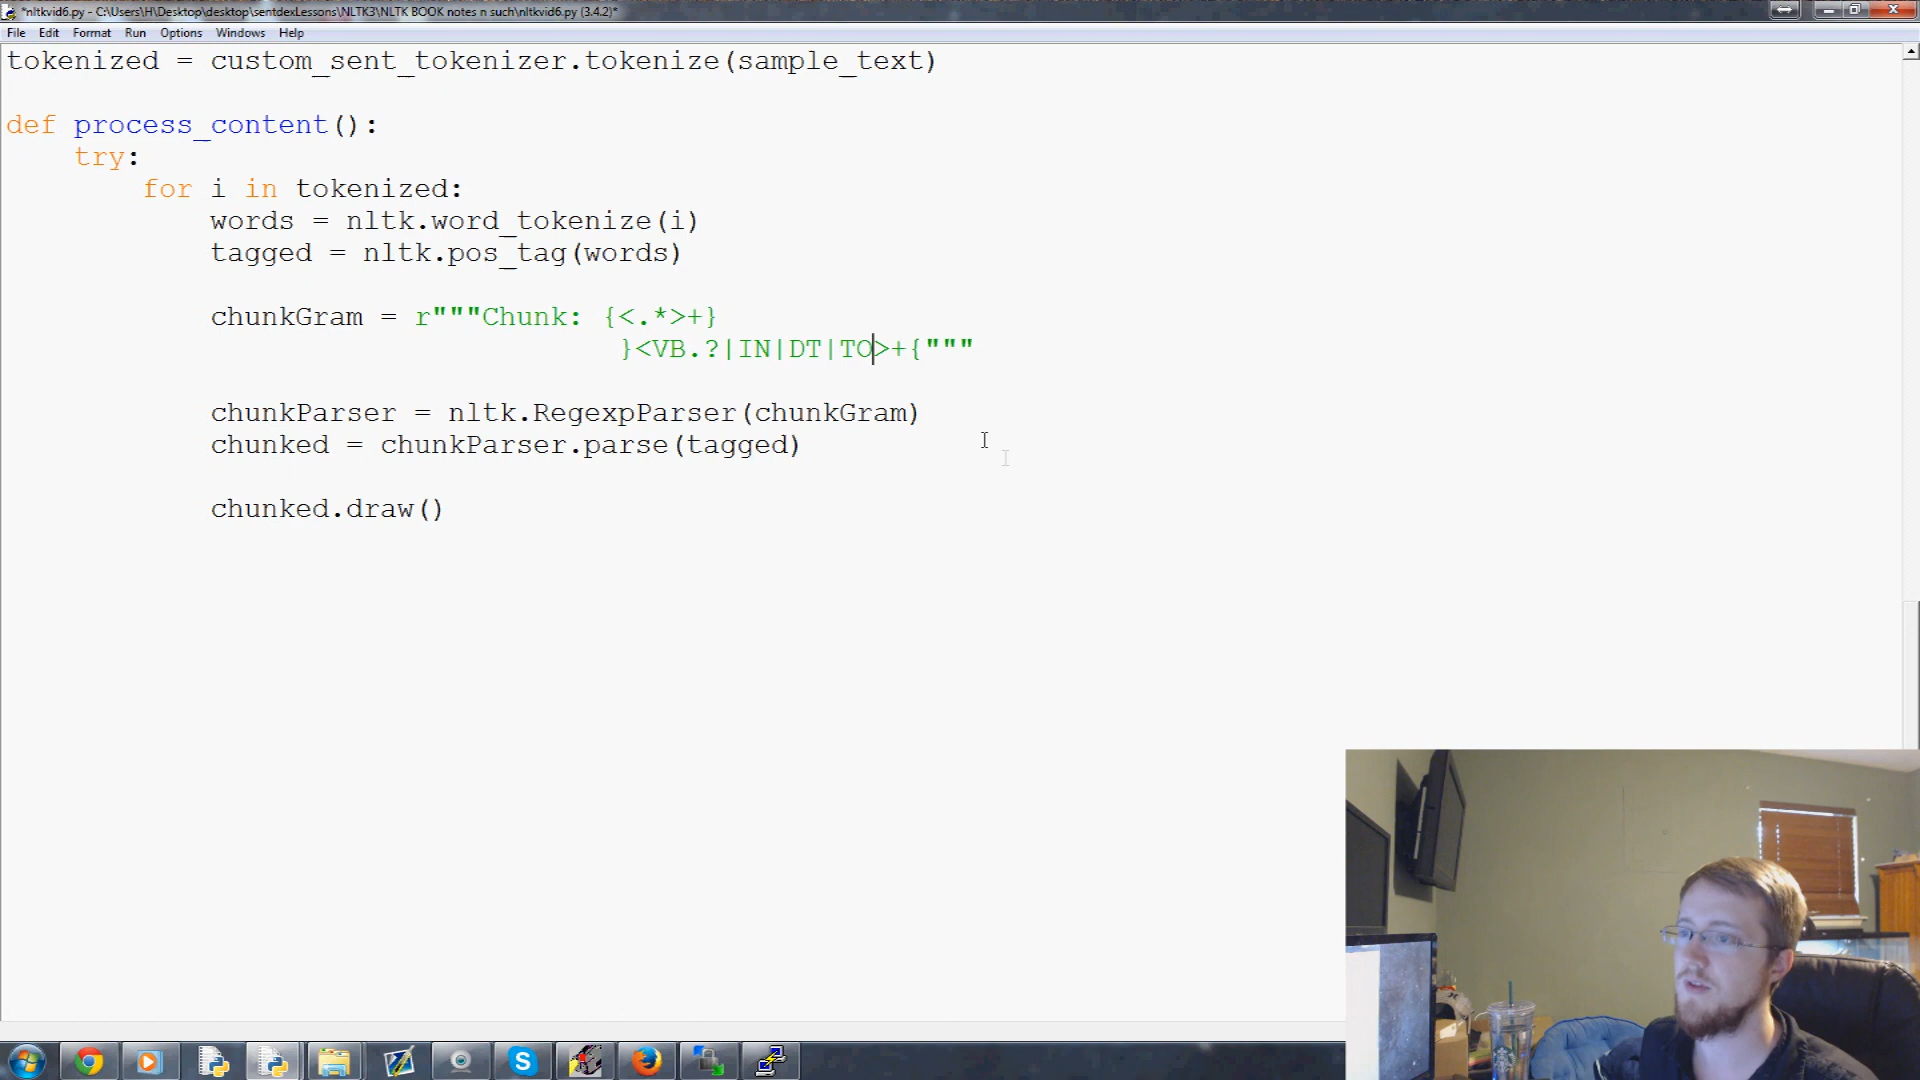 *nltkvid6.py - C:\Users\H\Desktop\desktop\sentdexLessons\NLTK3\NLTK BOOK notes n such\nltkvid6.py (3.4.2)*
File Edit Format Run Options Windows Help
tokenized = custom_sent_tokenizer.tokenize(sample_text)
def process_content():
try:
for i in tokenized:
words = nltk.word_tokenize(i)
tagged = nltk.pos_tag(words)
chunkGram = r"""Chunk: {<.*>+}
}<VB.?|IN|DT|TO>+{"""
chunkParser = nltk.RegexpParser(chunkGram)
chunked = chunkParser.parse(tagged)
chunked.draw()